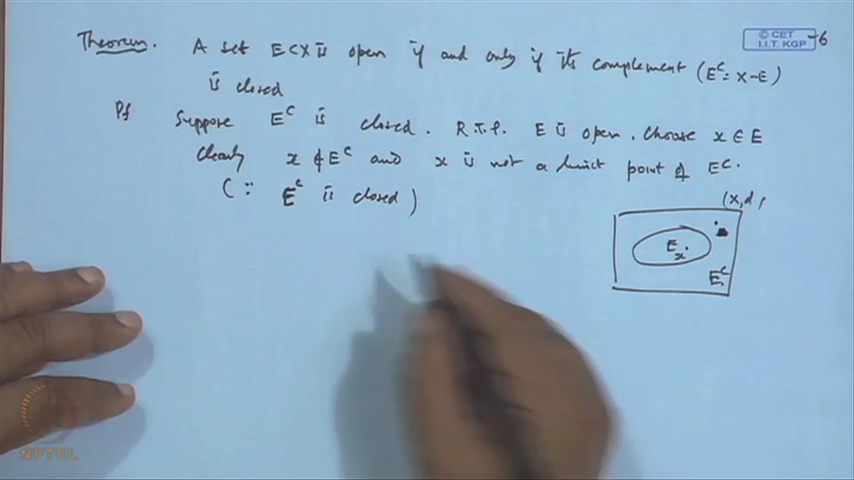 © CET
I.I.T. KGP
-6
Theorem. A set E⊂X is open if and only if its complement (E^c = X-E)
is closed
Pf Suppose E^c is closed. R.T.P. E is open. Choose x ∈ E
Clearly x ∉ E^c and x is not a limit point of E^c.
(∵ E^c is closed)
(X,d)
E
x
E^c
NPTEL